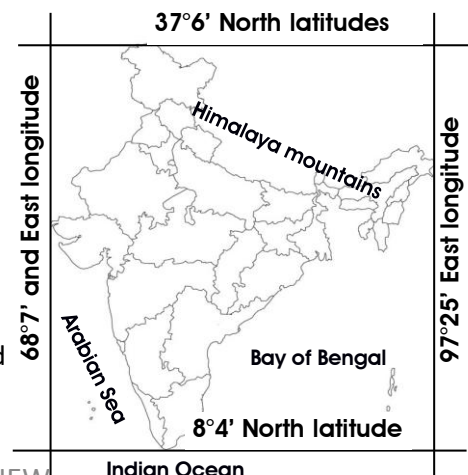 37°6’ North latitudes
68°7’ and East longitude
Himalaya mountains
97°25’ East longitude
Arabian Sea
Bay of Bengal
8°4’ North latitude
Indian Ocean